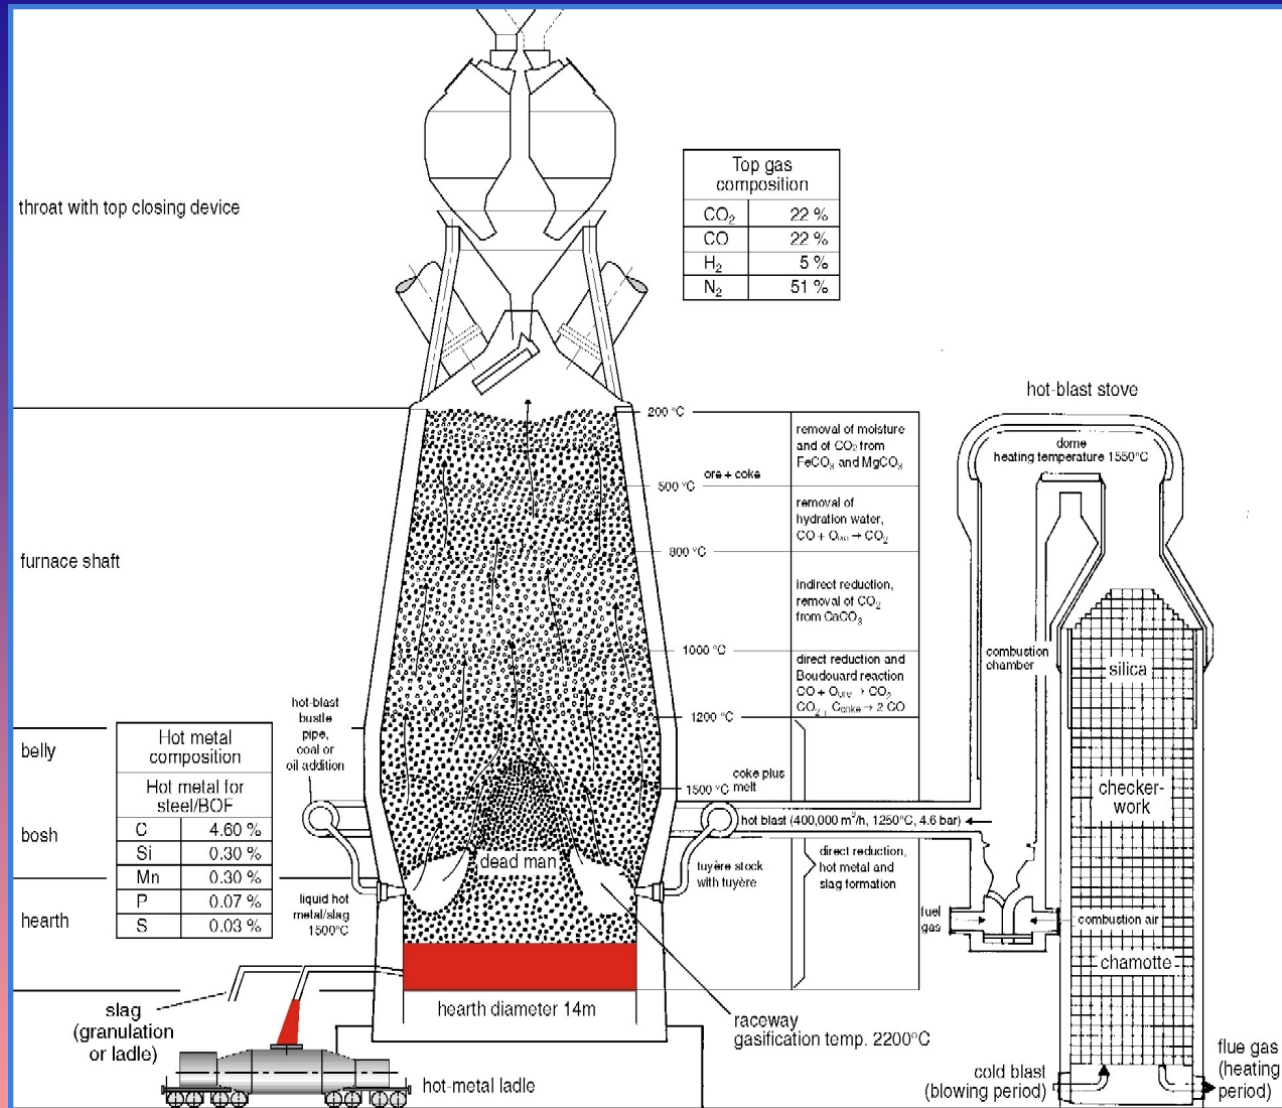 throat with top closing device
Top gas
composition
CO₂ 22 %
CO 22 %
H₂ 5 %
N₂ 51 %
furnace shaft
belly
bosh
hearth
Hot metal
composition
Hot metal for
steel/BOF
C 4.60 %
Si 0.30 %
Mn 0.30 %
P 0.07 %
S 0.03 %
hot-blast
bustle
pipe,
coal or
oil addition
liquid hot
metal/slag
1500°C
dead man
hearth diameter 14m
slag
(granulation
or ladle)
hot-metal ladle
200 °C
500 °C
800 °C
1000 °C
1200 °C
1500 °C
ore + coke
coke plus
melt
removal of moisture
and of CO₂ from
FeCOₓ and MgCOₓ
removal of
hydration water,
CO + Oₒᵣₑ → CO₂
indirect reduction,
removal of CO₂
from CaCO₃
direct reduction and
Boudouard reaction
CO + Oₒᵣₑ → CO₂
CO₂ + C coke → 2 CO
hot blast (400,000 m³/h, 1250°C, 4.6 bar)
tuyère stock
with tuyère
direct reduction,
hot metal and
slag formation
raceway
gasification temp. 2200°C
hot-blast stove
dome
heating temperature 1550°C
combustion
chamber
silica
checker-
work
fuel
gas
combustion air
chamotte
cold blast
(blowing period)
flue gas
(heating
period)